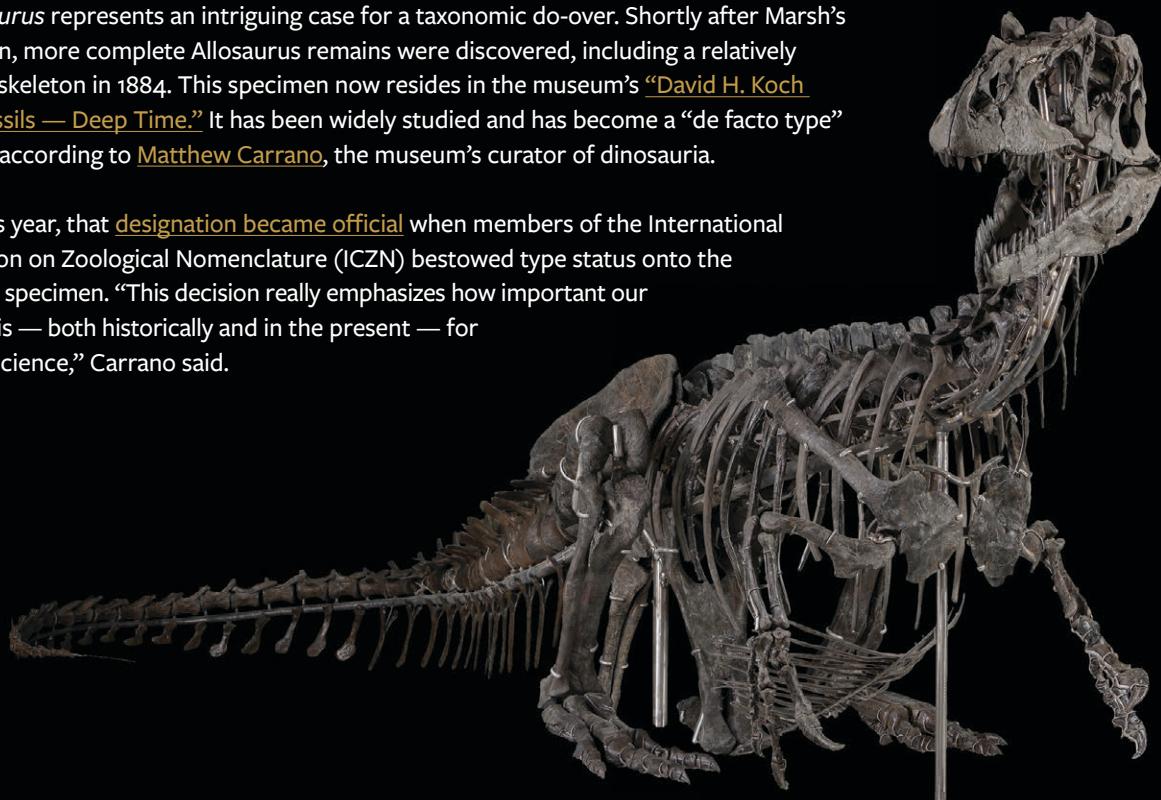 urus represents an intriguing case for a taxonomic do-over. Shortly after Marsh’s
n, more complete Allosaurus remains were discovered, including a relatively
skeleton in 1884. This specimen now resides in the museum’s “David H. Koch
ssils — Deep Time.” It has been widely studied and has become a “de facto type”
according to Matthew Carrano, the museum’s curator of dinosauria.
s year, that designation became official when members of the International
on on Zoological Nomenclature (ICZN) bestowed type status onto the
specimen. “This decision really emphasizes how important our
is — both historically and in the present — for
cience,” Carrano said.